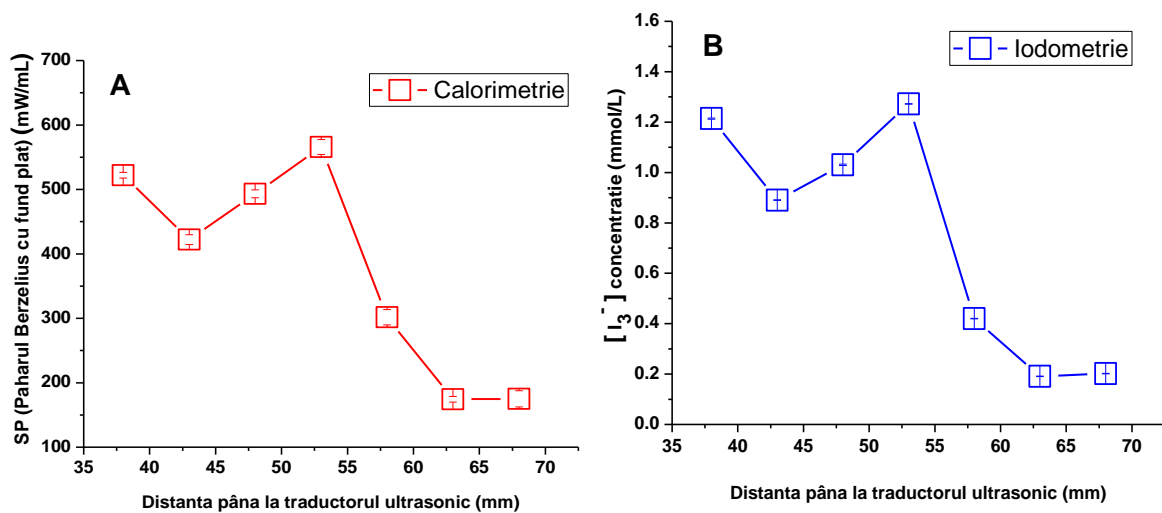 A
Calorimetrie
SP (Paharul Berzelius cu fund plat) (mW/mL)
700
600
500
400
300
200
100
35 40 45 50 55 60 65 70
Distanta pâna la traductorul ultrasonic (mm)
B
Iodometrie
[ I₃⁻ ] concentratie (mmol/L)
1.6
1.4
1.2
1.0
0.8
0.6
0.4
0.2
0.0
35 40 45 50 55 60 65 70
Distanta pâna la traductorul ultrasonic (mm)